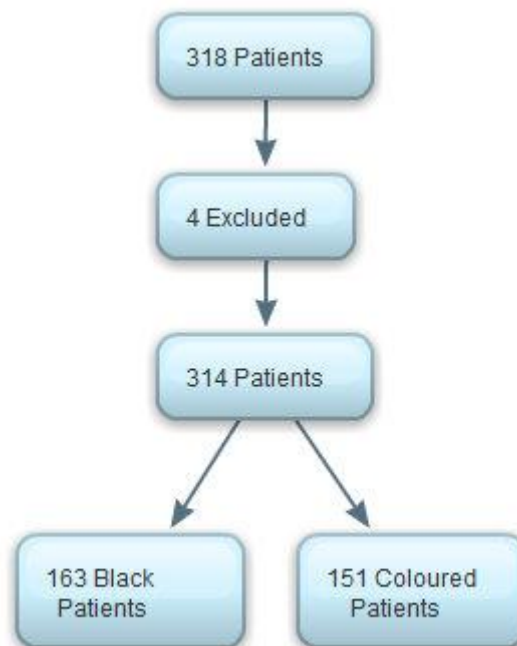 318 Patients
4 Excluded
314 Patients
163 Black
Patients
151 Coloured
Patients